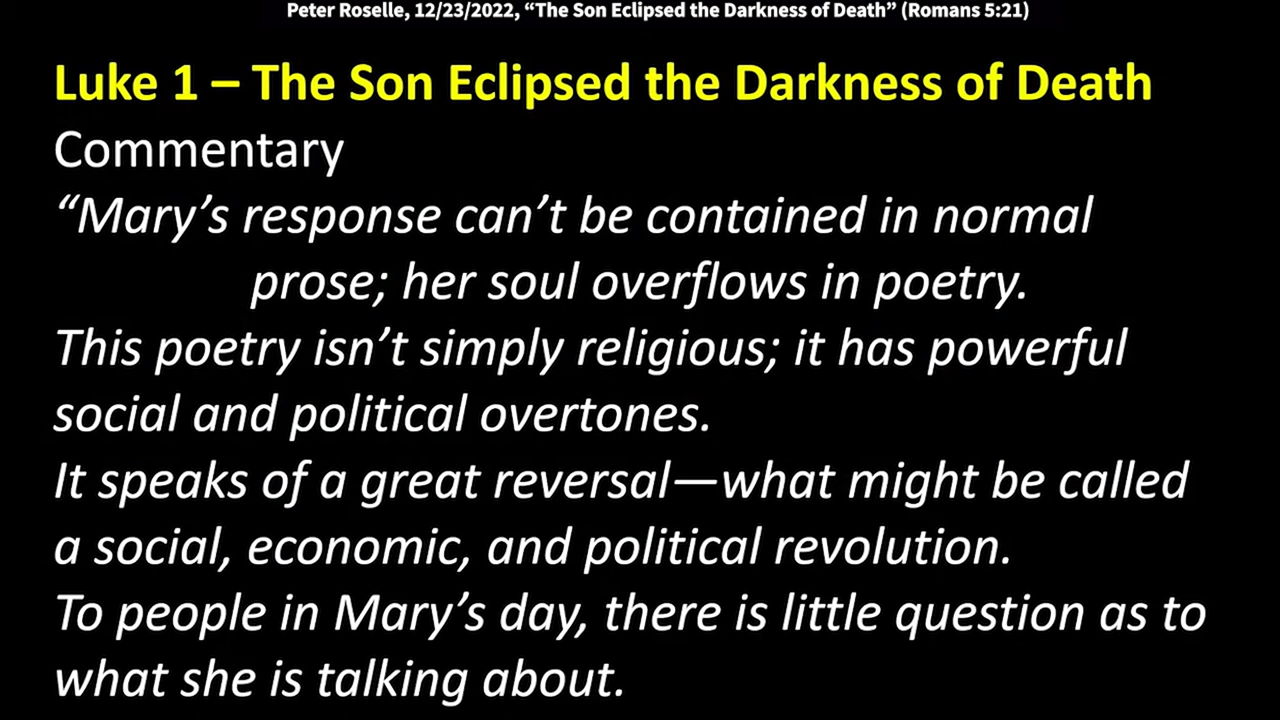 Peter Roselle, 12/23/2022, “The Son Eclipsed the Darkness of Death” (Romans 5:21)
Luke 1 – The Son Eclipsed the Darkness of Death
Commentary
“Mary’s response can’t be contained in normal
prose; her soul overflows in poetry.
This poetry isn’t simply religious; it has powerful
social and political overtones.
It speaks of a great reversal—what might be called
a social, economic, and political revolution.
To people in Mary’s day, there is little question as to
what she is talking about.